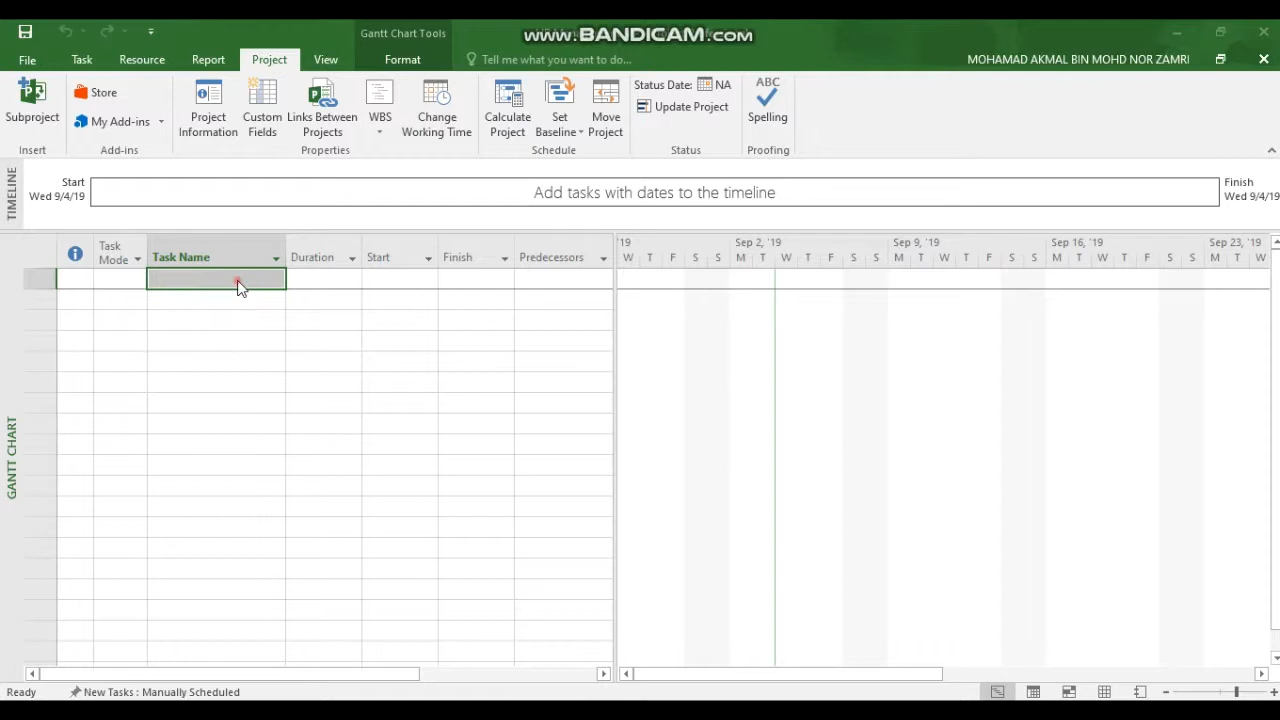 Gantt Chart Tools
www.BANDICAM.com
File Task Resource Report Project View Format Tell me what you want to do... MOHAMAD AKMAL BIN MOHD NOR ZAMRI
Subproject
Insert
Store
My Add-ins
Add-ins
Project Information
Custom Fields
Links Between Projects
WBS
Change Working Time
Properties
Calculate Project
Set Baseline
Move Project
Schedule
Status Date: NA
Update Project
Status
ABC
Spelling
Proofing
TIMELINE
Start
Wed 9/4/19
Add tasks with dates to the timeline
Finish
Wed 9/4/19
Task Mode
Task Name
Duration
Start
Finish
Predecessors
'19 Sep 2, '19 Sep 9, '19 Sep 16, '19 Sep 23, '19
W T F S S M T W T F S S M T W T F S S M T W T F S S M T W
GANTT CHART
Ready New Tasks : Manually Scheduled